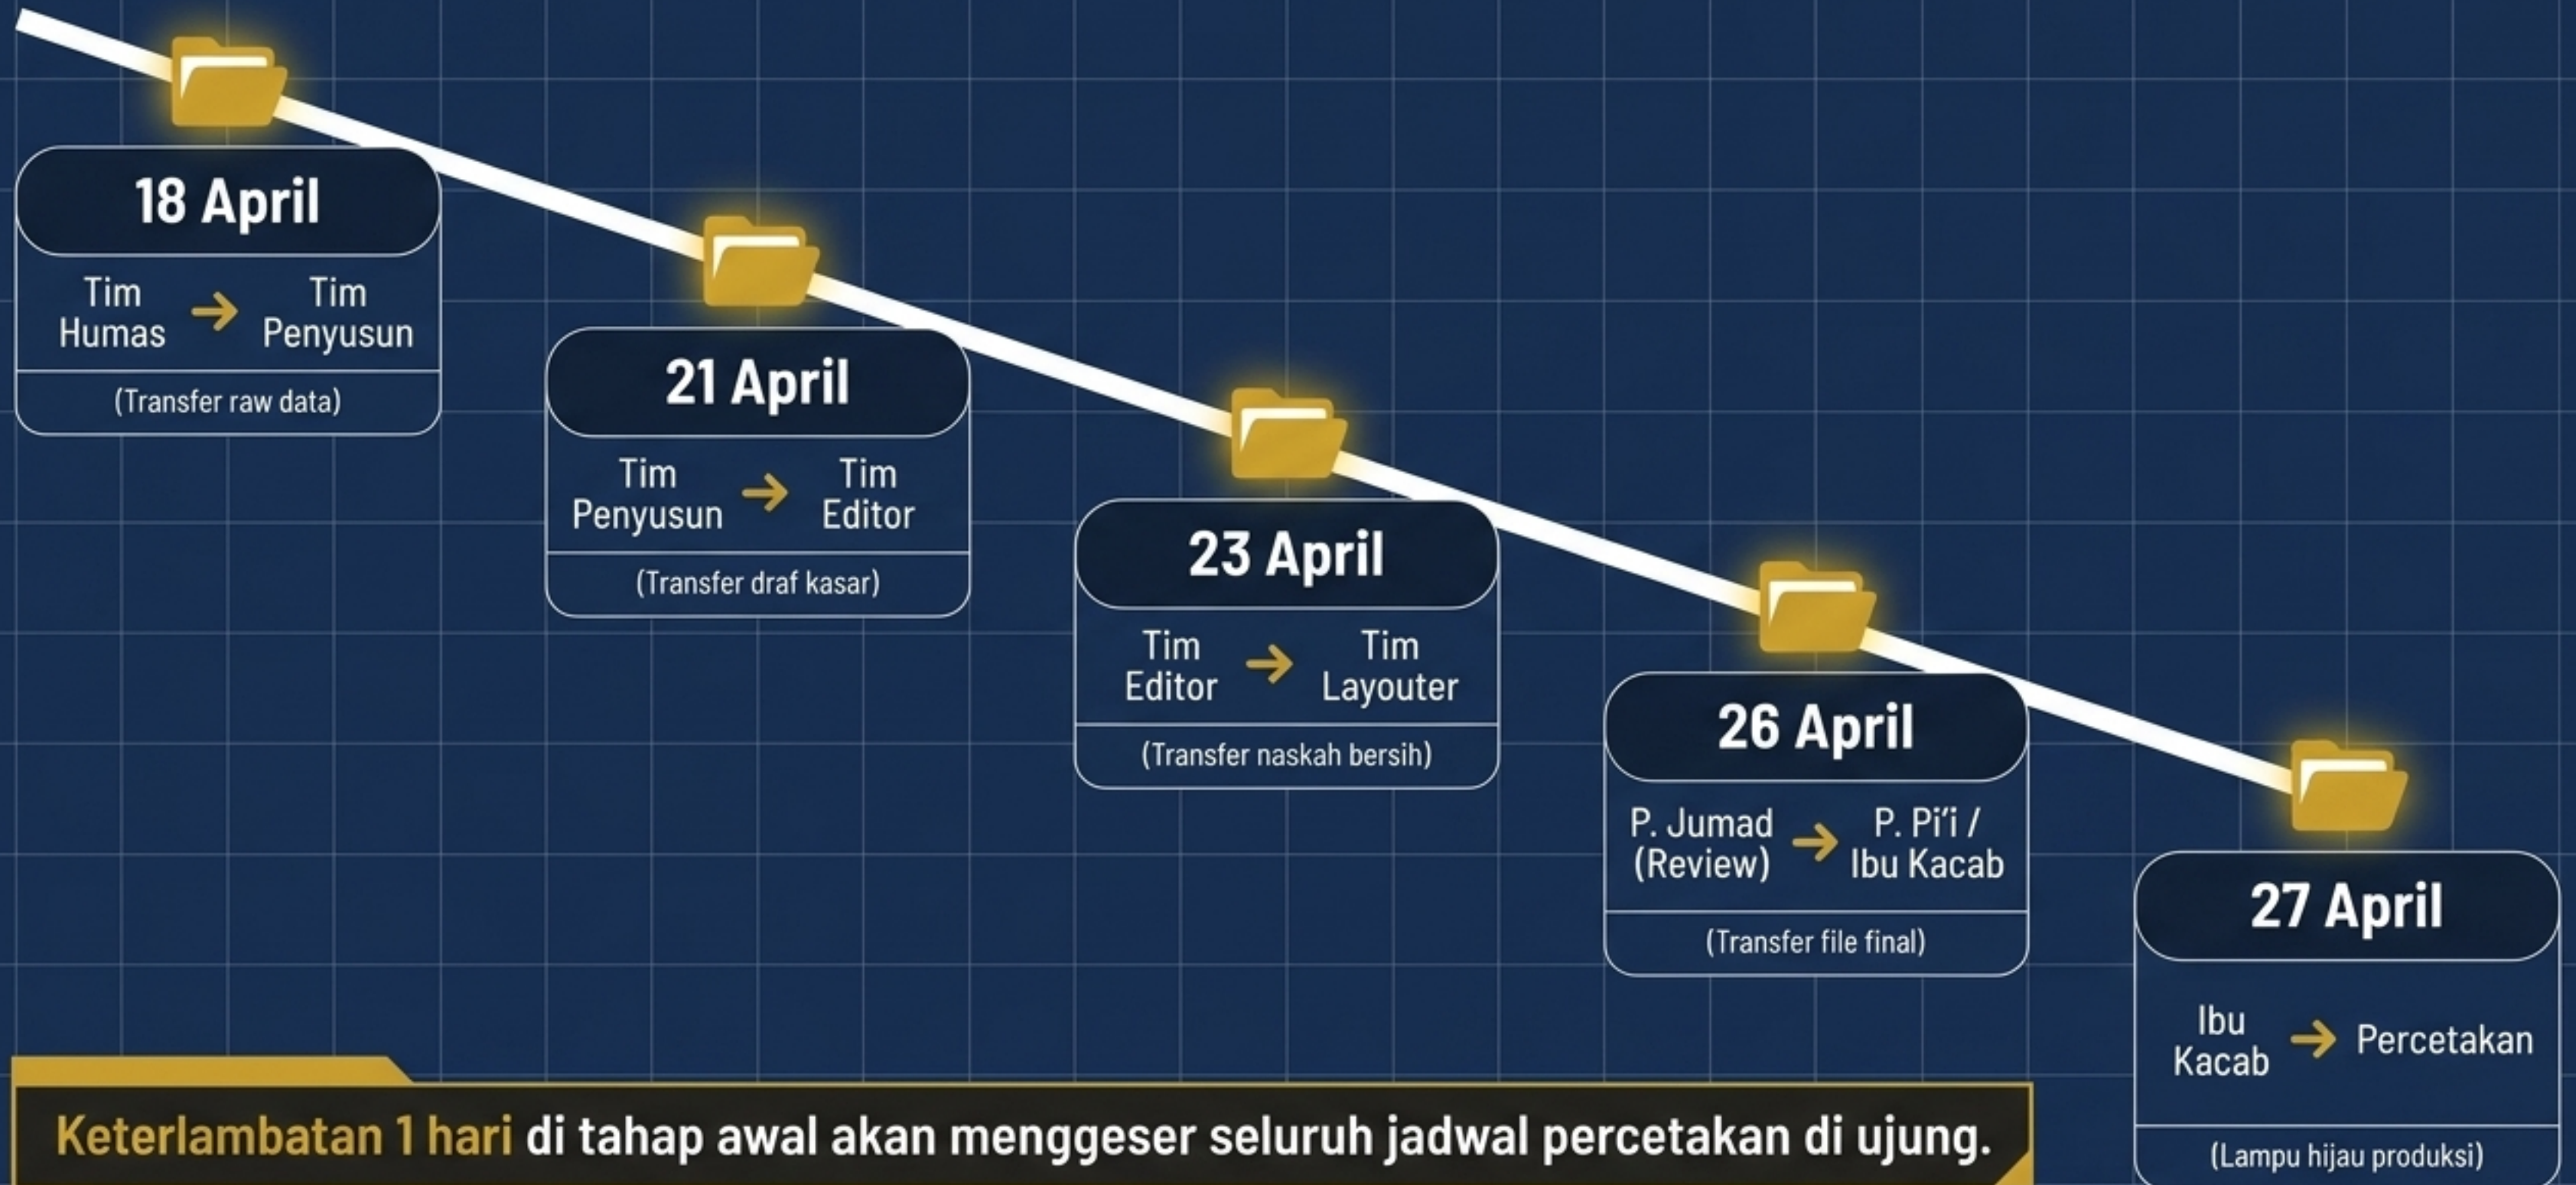 18 April
Tim Humas → Tim Penyusun
(Transfer raw data)
21 April
Tim Penyusun → Tim Editor
(Transfer draf kasar)
23 April
Tim Editor → Tim Layouter
(Transfer naskah bersih)
26 April
P. Jumad (Review) → P. Pi'i / Ibu Kacab
(Transfer file final)
27 April
Ibu Kacab → Percetakan
(Lampu hijau produksi)
Keterlambatan 1 hari di tahap awal akan menggeser seluruh jadwal percetakan di ujung.